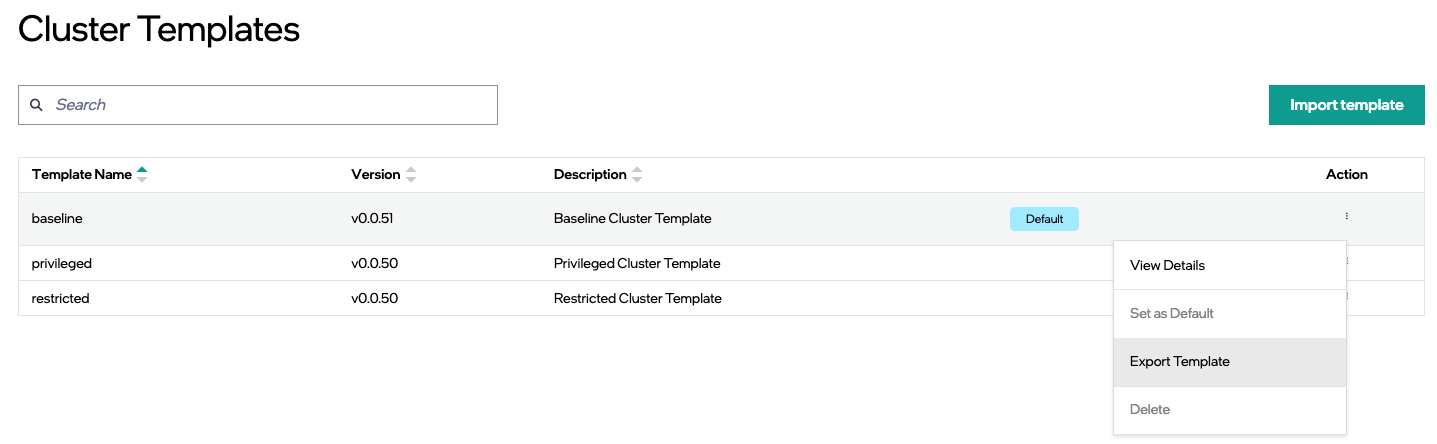 Cluster Templates
Search
Import template
Template Name Version Description Action
baseline v0.0.51 Baseline Cluster Template Default
privileged v0.0.50 Privileged Cluster Template
restricted v0.0.50 Restricted Cluster Template
View Details
Set as Default
Export Template
Delete